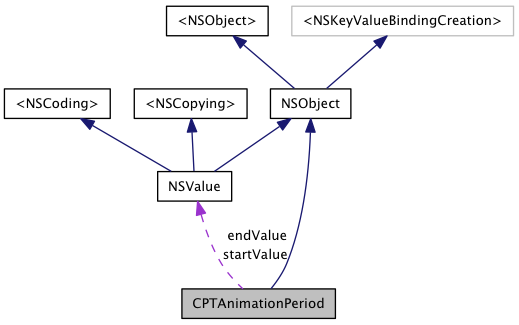 <NSObject>
<NSKeyValueBindingCreation>
<NSCoding>
<NSCopying>
NSObject
NSValue
endValue
startValue
CPTAnimationPeriod